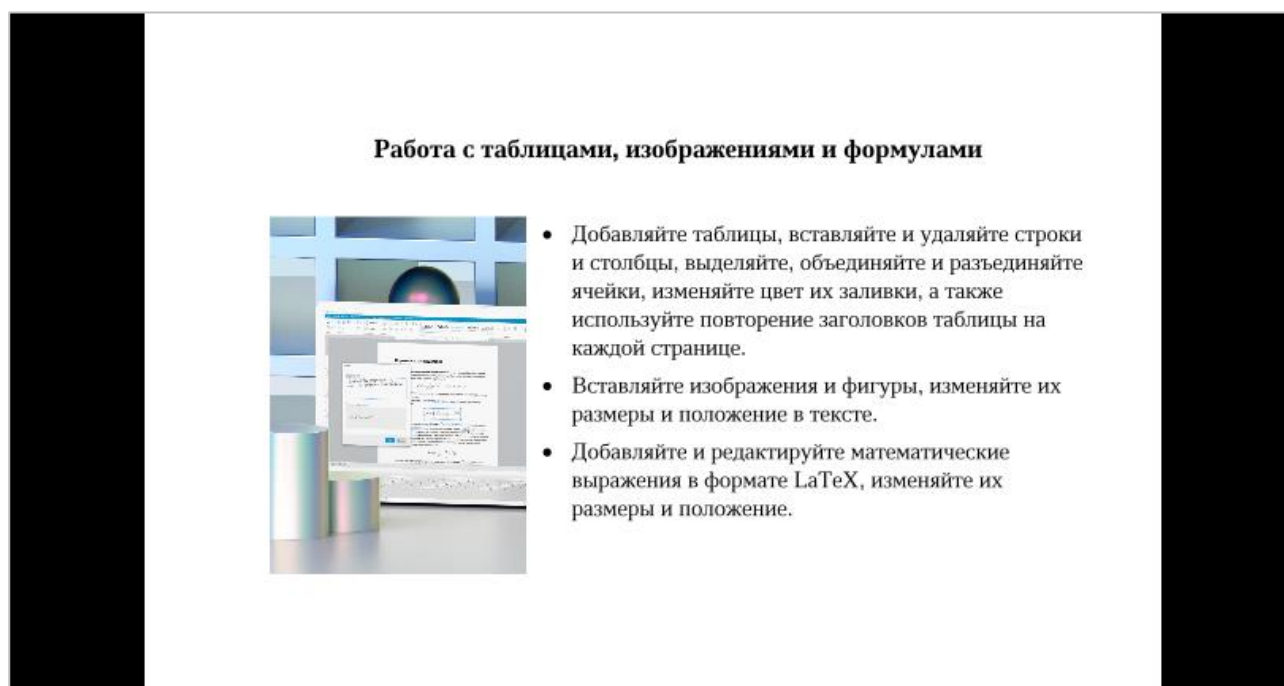 Работа с таблицами, изображениями и формулами
• Добавляйте таблицы, вставляйте и удаляйте строки
и столбцы, выделяйте, объединяйте и разъединяйте
ячейки, изменяйте цвет их заливки, а также
используйте повторение заголовков таблицы на
каждой странице.
• Вставляйте изображения и фигуры, изменяйте их
размеры и положение в тексте.
• Добавляйте и редактируйте математические
выражения в формате LaTeX, изменяйте их
размеры и положение.